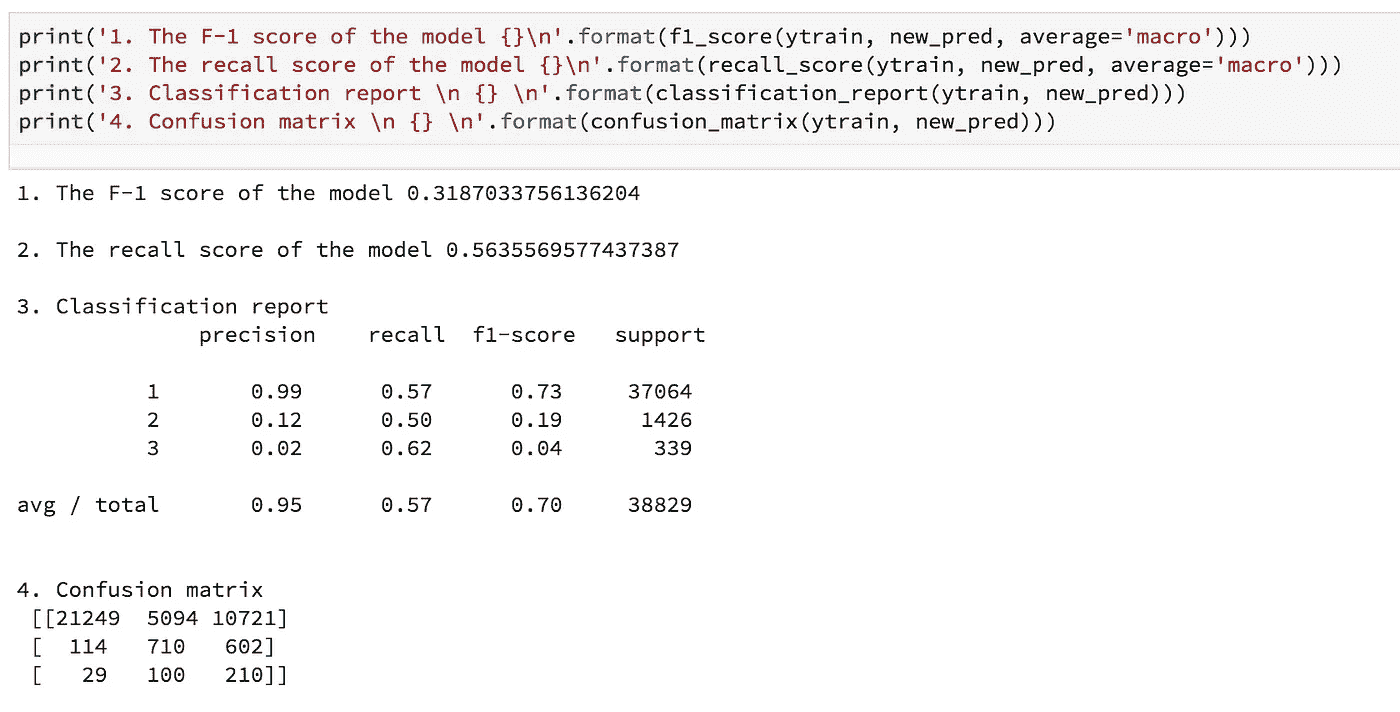 print('1. The F-1 score of the model {}\n'.format(f1_score(ytrain, new_pred, average='macro')))
print('2. The recall score of the model {}\n'.format(recall_score(ytrain, new_pred, average='macro')))
print('3. Classification report \n {} \n'.format(classification_report(ytrain, new_pred)))
print('4. Confusion matrix \n {} \n'.format(confusion_matrix(ytrain, new_pred)))
1. The F-1 score of the model 0.3187033756136204
2. The recall score of the model 0.5635569577437387
3. Classification report
precision recall f1-score support
1 0.99 0.57 0.73 37064
2 0.12 0.50 0.19 1426
3 0.02 0.62 0.04 339
avg / total 0.95 0.57 0.70 38829
4. Confusion matrix
[[21249 5094 10721]
[ 114 710 602]
[ 29 100 210]]